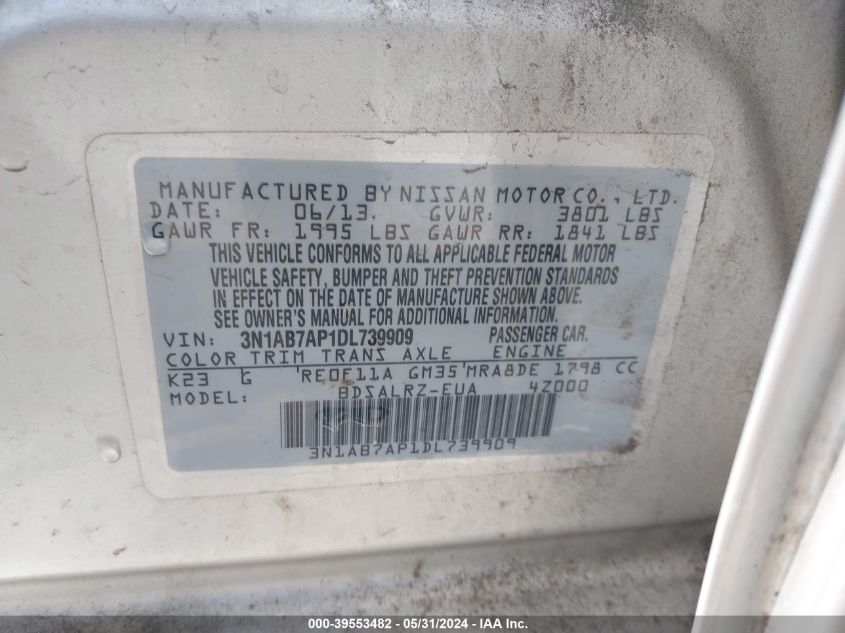 MANUFACTURED BY NISSAN MOTOR CO., LTD.
DATE: 06/13. GVWR: 3801 LBS
GAWR FR: 1995 LBS GAWR RR: 1841 LBS
THIS VEHICLE CONFORMS TO ALL APPLICABLE FEDERAL MOTOR
VEHICLE SAFETY, BUMPER AND THEFT PREVENTION STANDARDS
IN EFFECT ON THE DATE OF MANUFACTURE SHOWN ABOVE.
SEE OWNER'S MANUAL FOR ADDITIONAL INFORMATION.
VIN: 3N1AB7AP1DL739909 PASSENGER CAR.
COLOR TRIM TRANS AXLE ENGINE
K23 G 'RE0F11A GM35'MRA8DE 1798 CC
MODEL: BDSALRZ-EUA 4Z000
3N1AB7AP1DL739909
000-39553482 - 05/31/2024 - IAA Inc.